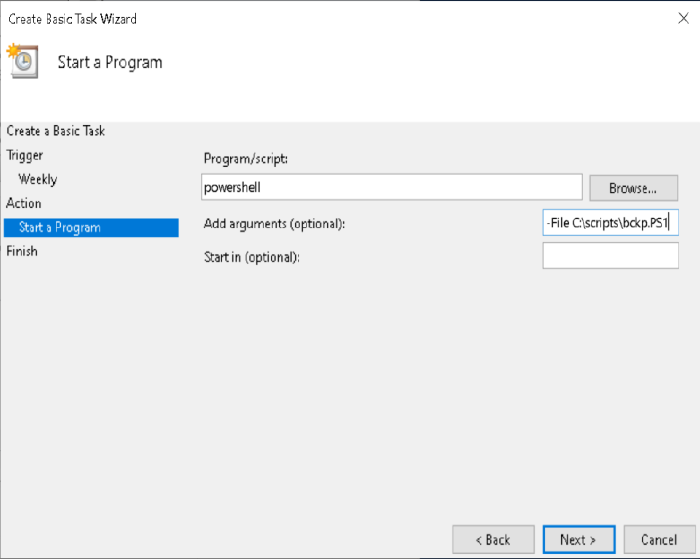 Create Basic Task Wizard
Start a Program
Create a Basic Task
Trigger
Weekly
Action
Start a Program
Finish
Program/script:
powershell
Browse...
Add arguments (optional):
-File C:\scripts\bckp.PS1
Start in (optional):
< Back
Next >
Cancel